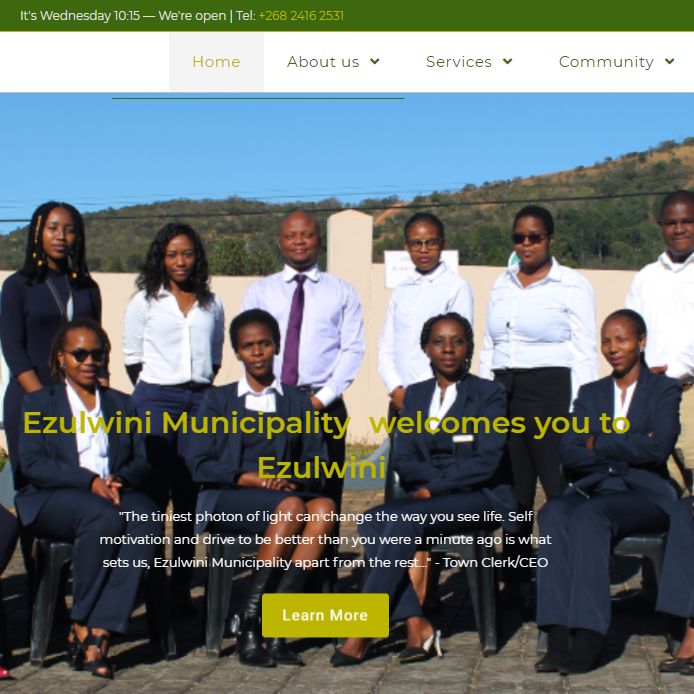 It's Wednesday 10:15 — We're open | Tel: +268 2416 2531
Home About us Services Community
Ezulwini Municipality welcomes you to
Ezulwini
"The tiniest photon of light can change the way you see life. Self
motivation and drive to be better than you were a minute ago is what
sets us, Ezulwini Municipality apart from the rest..." - Town Clerk/CEO
Learn More